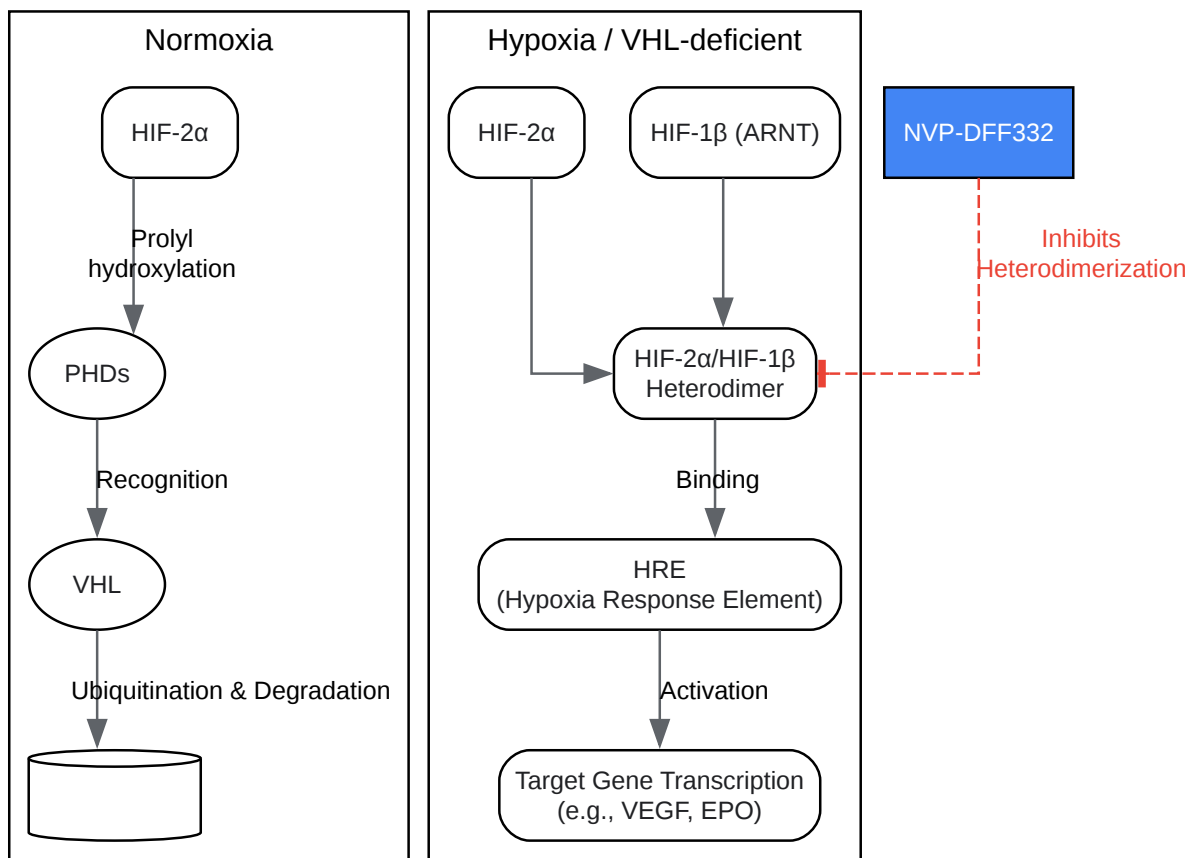 Normoxia
HIF-2α
Prolyl
hydroxylation
PHDs
Recognition
VHL
Ubiquitination & Degradation
Hypoxia / VHL-deficient
HIF-2α
HIF-1β (ARNT)
HIF-2α/HIF-1β
Heterodimer
Binding
HRE
(Hypoxia Response Element)
Activation
Target Gene Transcription
(e.g., VEGF, EPO)
NVP-DFF332
Inhibits
Heterodimerization